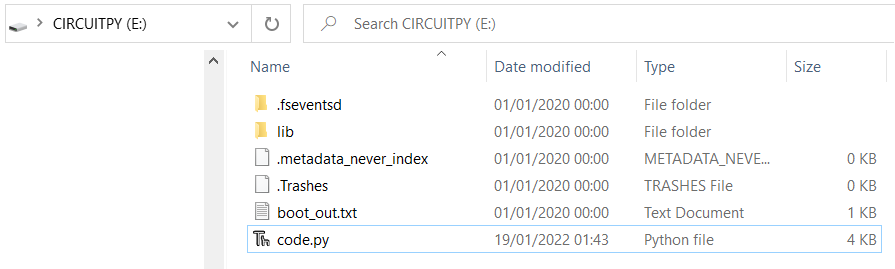 CIRCUITPY (E:) Search CIRCUITPY (E:)
Name Date modified Type Size
.fseventsd 01/01/2020 00:00 File folder
lib 01/01/2020 00:00 File folder
.metadata_never_index 01/01/2020 00:00 METADATA_NEVE... 0 KB
.Trashes 01/01/2020 00:00 TRASHES File 0 KB
boot_out.txt 01/01/2020 00:00 Text Document 1 KB
code.py 19/01/2022 01:43 Python file 4 KB